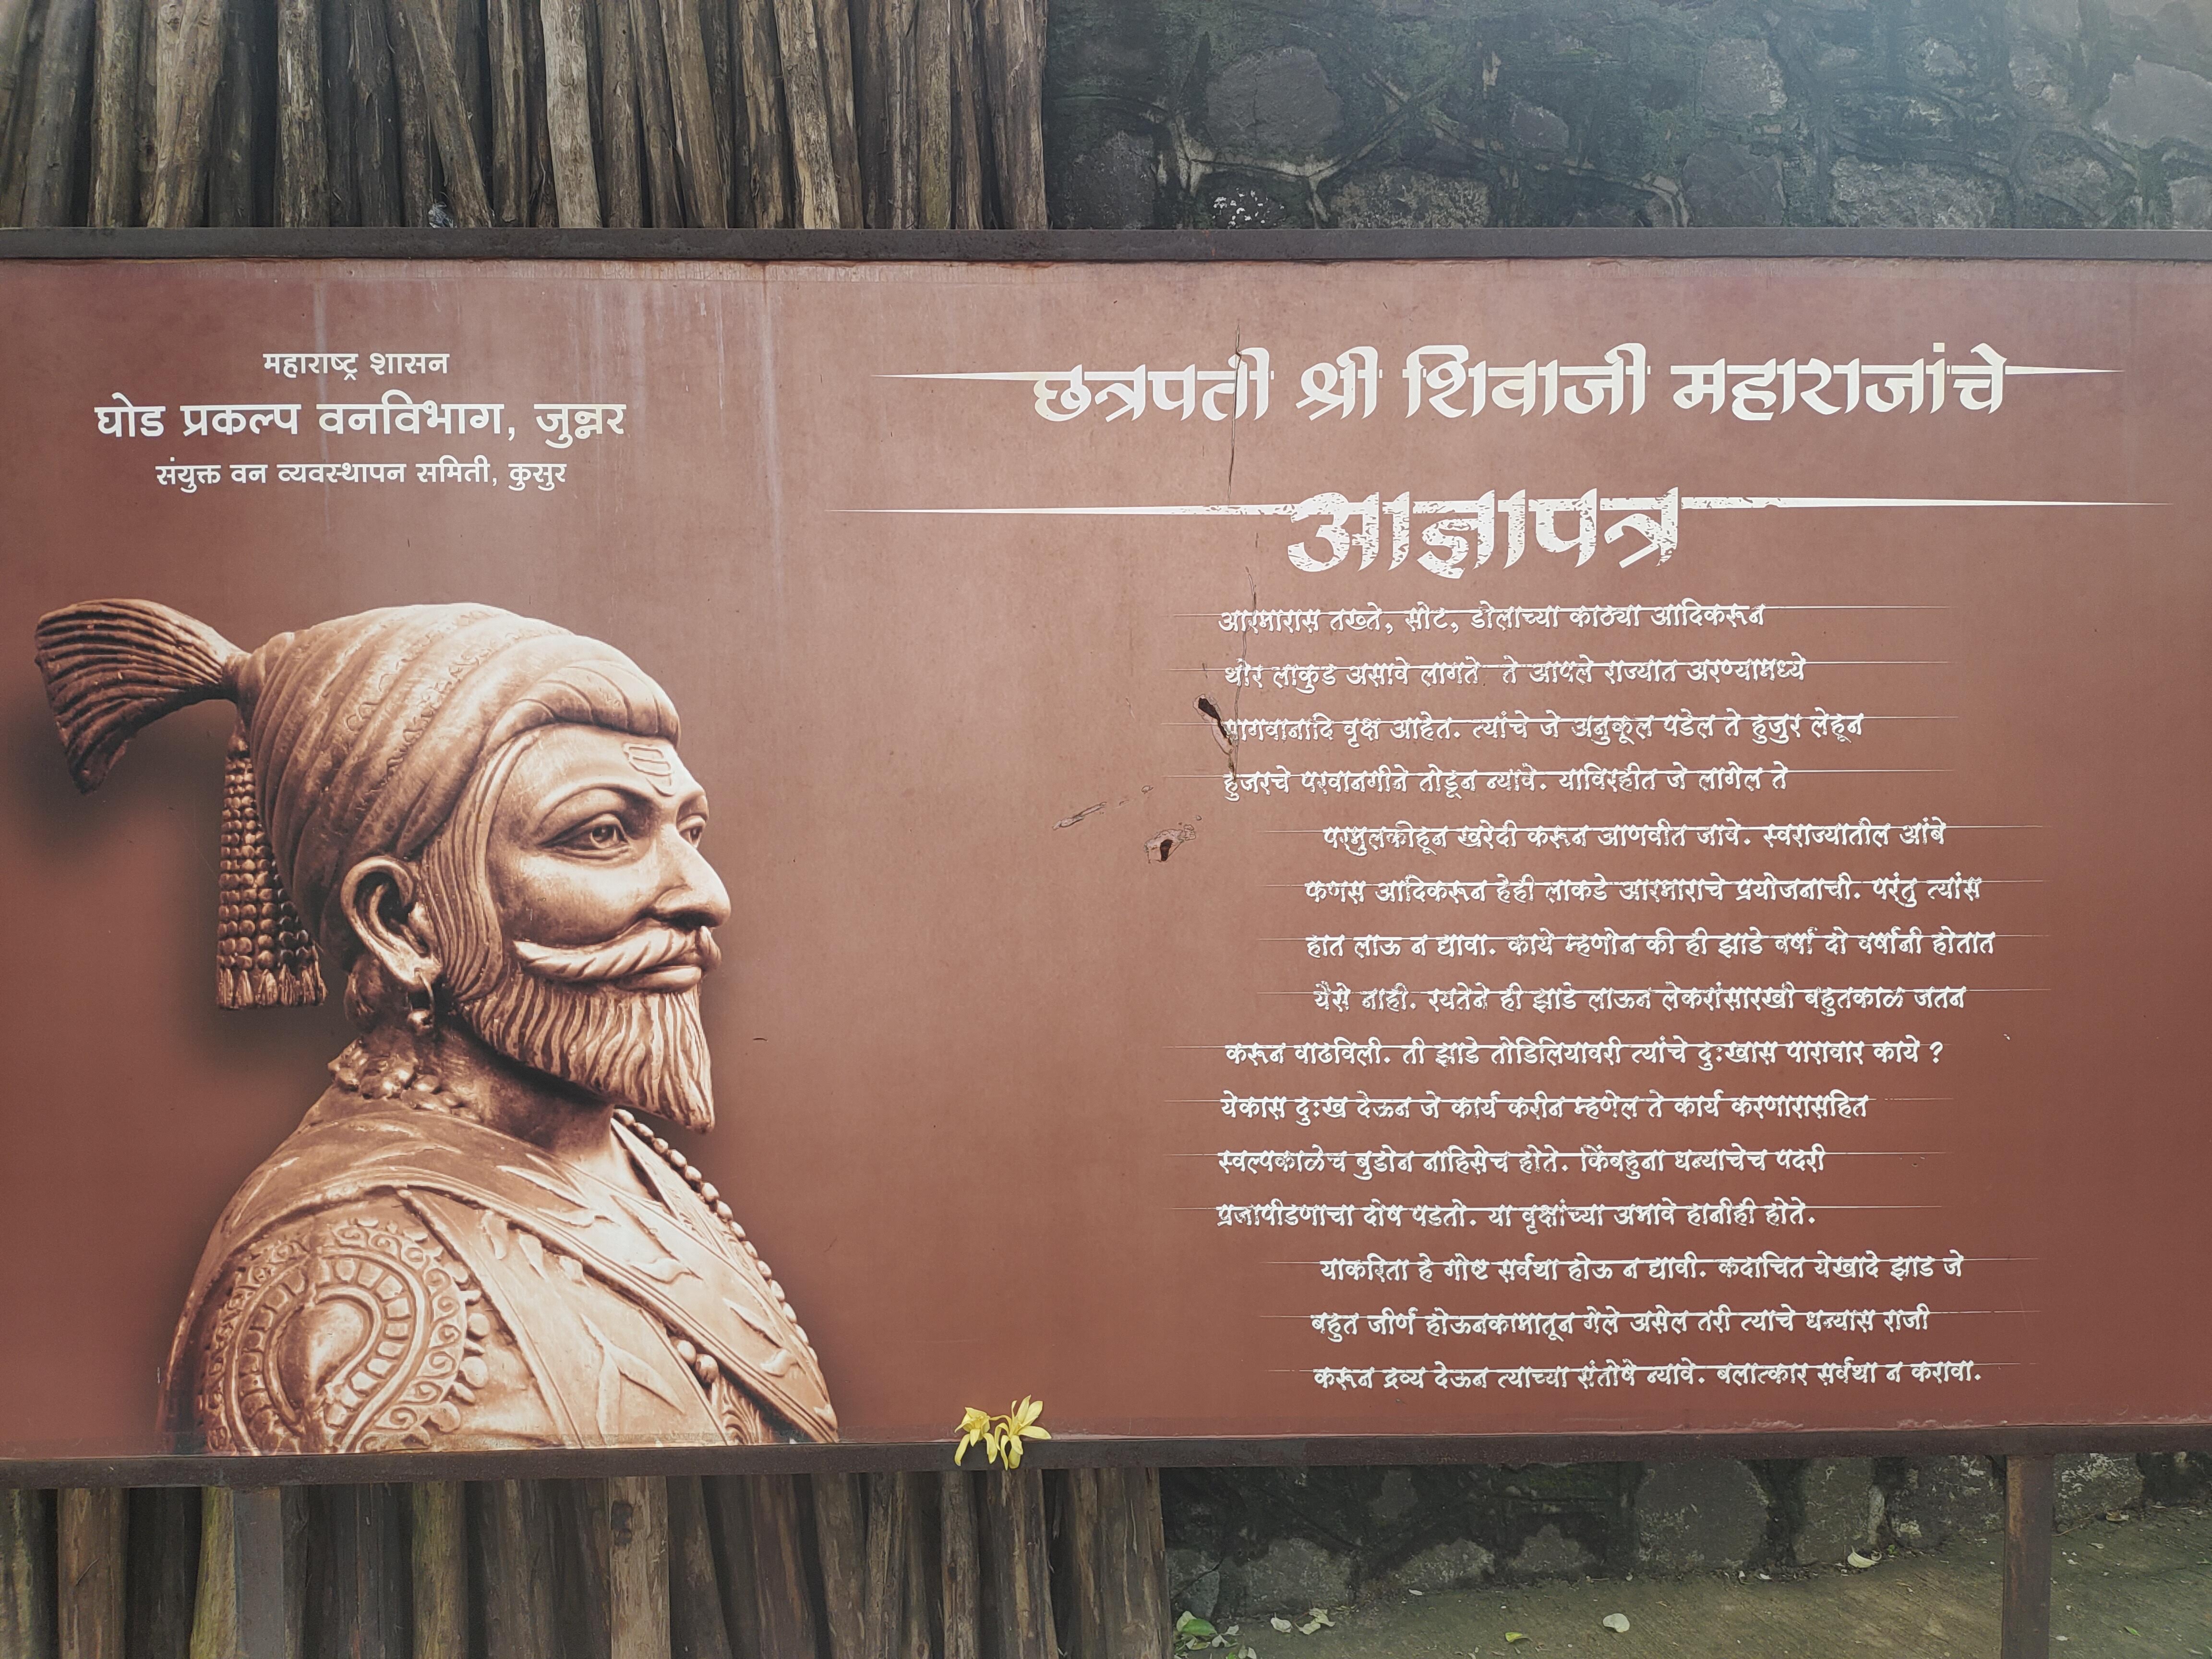 महाराष्ट्र शासन
घोड प्रकल्प वनविभाग, जुन्नर
संयुक्त वन व्यवस्थापन समिती, कुसुर
छत्रपती श्री शिवाजी महाराजांचे
आज्ञापत्र
आरमारास तख्ते, सोट, डोलाच्या काठ्या आदिकरून
थोर लाकुड असावे लागते ते आपले राज्यात अरण्यामध्ये
वृक्ष आहेत. त्यांचे जे अनुकूल पडेल ते हुजुर लेहून
हुजरचे परवानगीने तोडून न्यावे. याविरहीत जे लागेल ते
परमुलकीहून खरेदी करून आणवीत जावे. स्वराज्यातील आंबे
फणस आदिकरून हेही लाकडे आरमाराचे प्रयोजनाची. परंतु त्यांस
हात लाऊ न द्यावा. काये म्हणोन की ही झाडे वर्षा दो वर्षानी होतात
यैसे नाही. रयतेने ही झाडे लाऊन लेकरांसारखी बहुतकाळ जतन
करून वाढविली. ती झाडे तोडिलियावरी त्यांचे दुःखास पारावार काये ?
येकास दुःख देऊन जे कार्य करीन म्हणेल ते कार्य करणारासहित
स्वल्पकाळेच बुडोन नाहिसेच होते. किंबहुना धन्याचेच पदरी
प्रजापीडणाचा दोष पडतो. या वृक्षांच्या अभावे हानीही होते.
याकरिता हे गोष्ट सर्वथा होऊ न द्यावी. कदाचित येखादे झाड जे
बहुत जीर्ण होऊनकामातून गेले असेल तरी त्याचे धन्यास राजी
करून द्रव्य देऊन त्याच्या संतोषे न्यावे. बलात्कार सर्वथा न करावा.